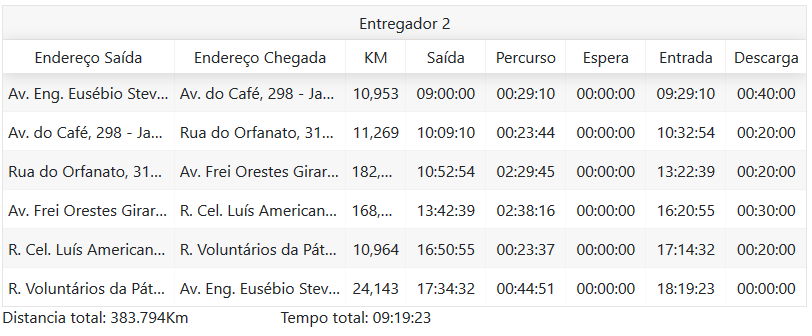 Entregador 2
Endereço Saída Endereço Chegada KM Saída Percurso Espera Entrada Descarga
Av. Eng. Eusébio Stev... Av. do Café, 298 - Ja... 10,953 09:00:00 00:29:10 00:00:00 09:29:10 00:40:00
Av. do Café, 298 - Ja... Rua do Orfanato, 31... 11,269 10:09:10 00:23:44 00:00:00 10:32:54 00:20:00
Rua do Orfanato, 31... Av. Frei Orestes Girar... 182,... 10:52:54 02:29:45 00:00:00 13:22:39 00:20:00
Av. Frei Orestes Girar... R. Cel. Luís American... 168,... 13:42:39 02:38:16 00:00:00 16:20:55 00:30:00
R. Cel. Luís American... R. Voluntários da Pát... 10,964 16:50:55 00:23:37 00:00:00 17:14:32 00:20:00
R. Voluntários da Pát... Av. Eng. Eusébio Stev... 24,143 17:34:32 00:44:51 00:00:00 18:19:23 00:00:00
Distancia total: 383.794Km Tempo total: 09:19:23